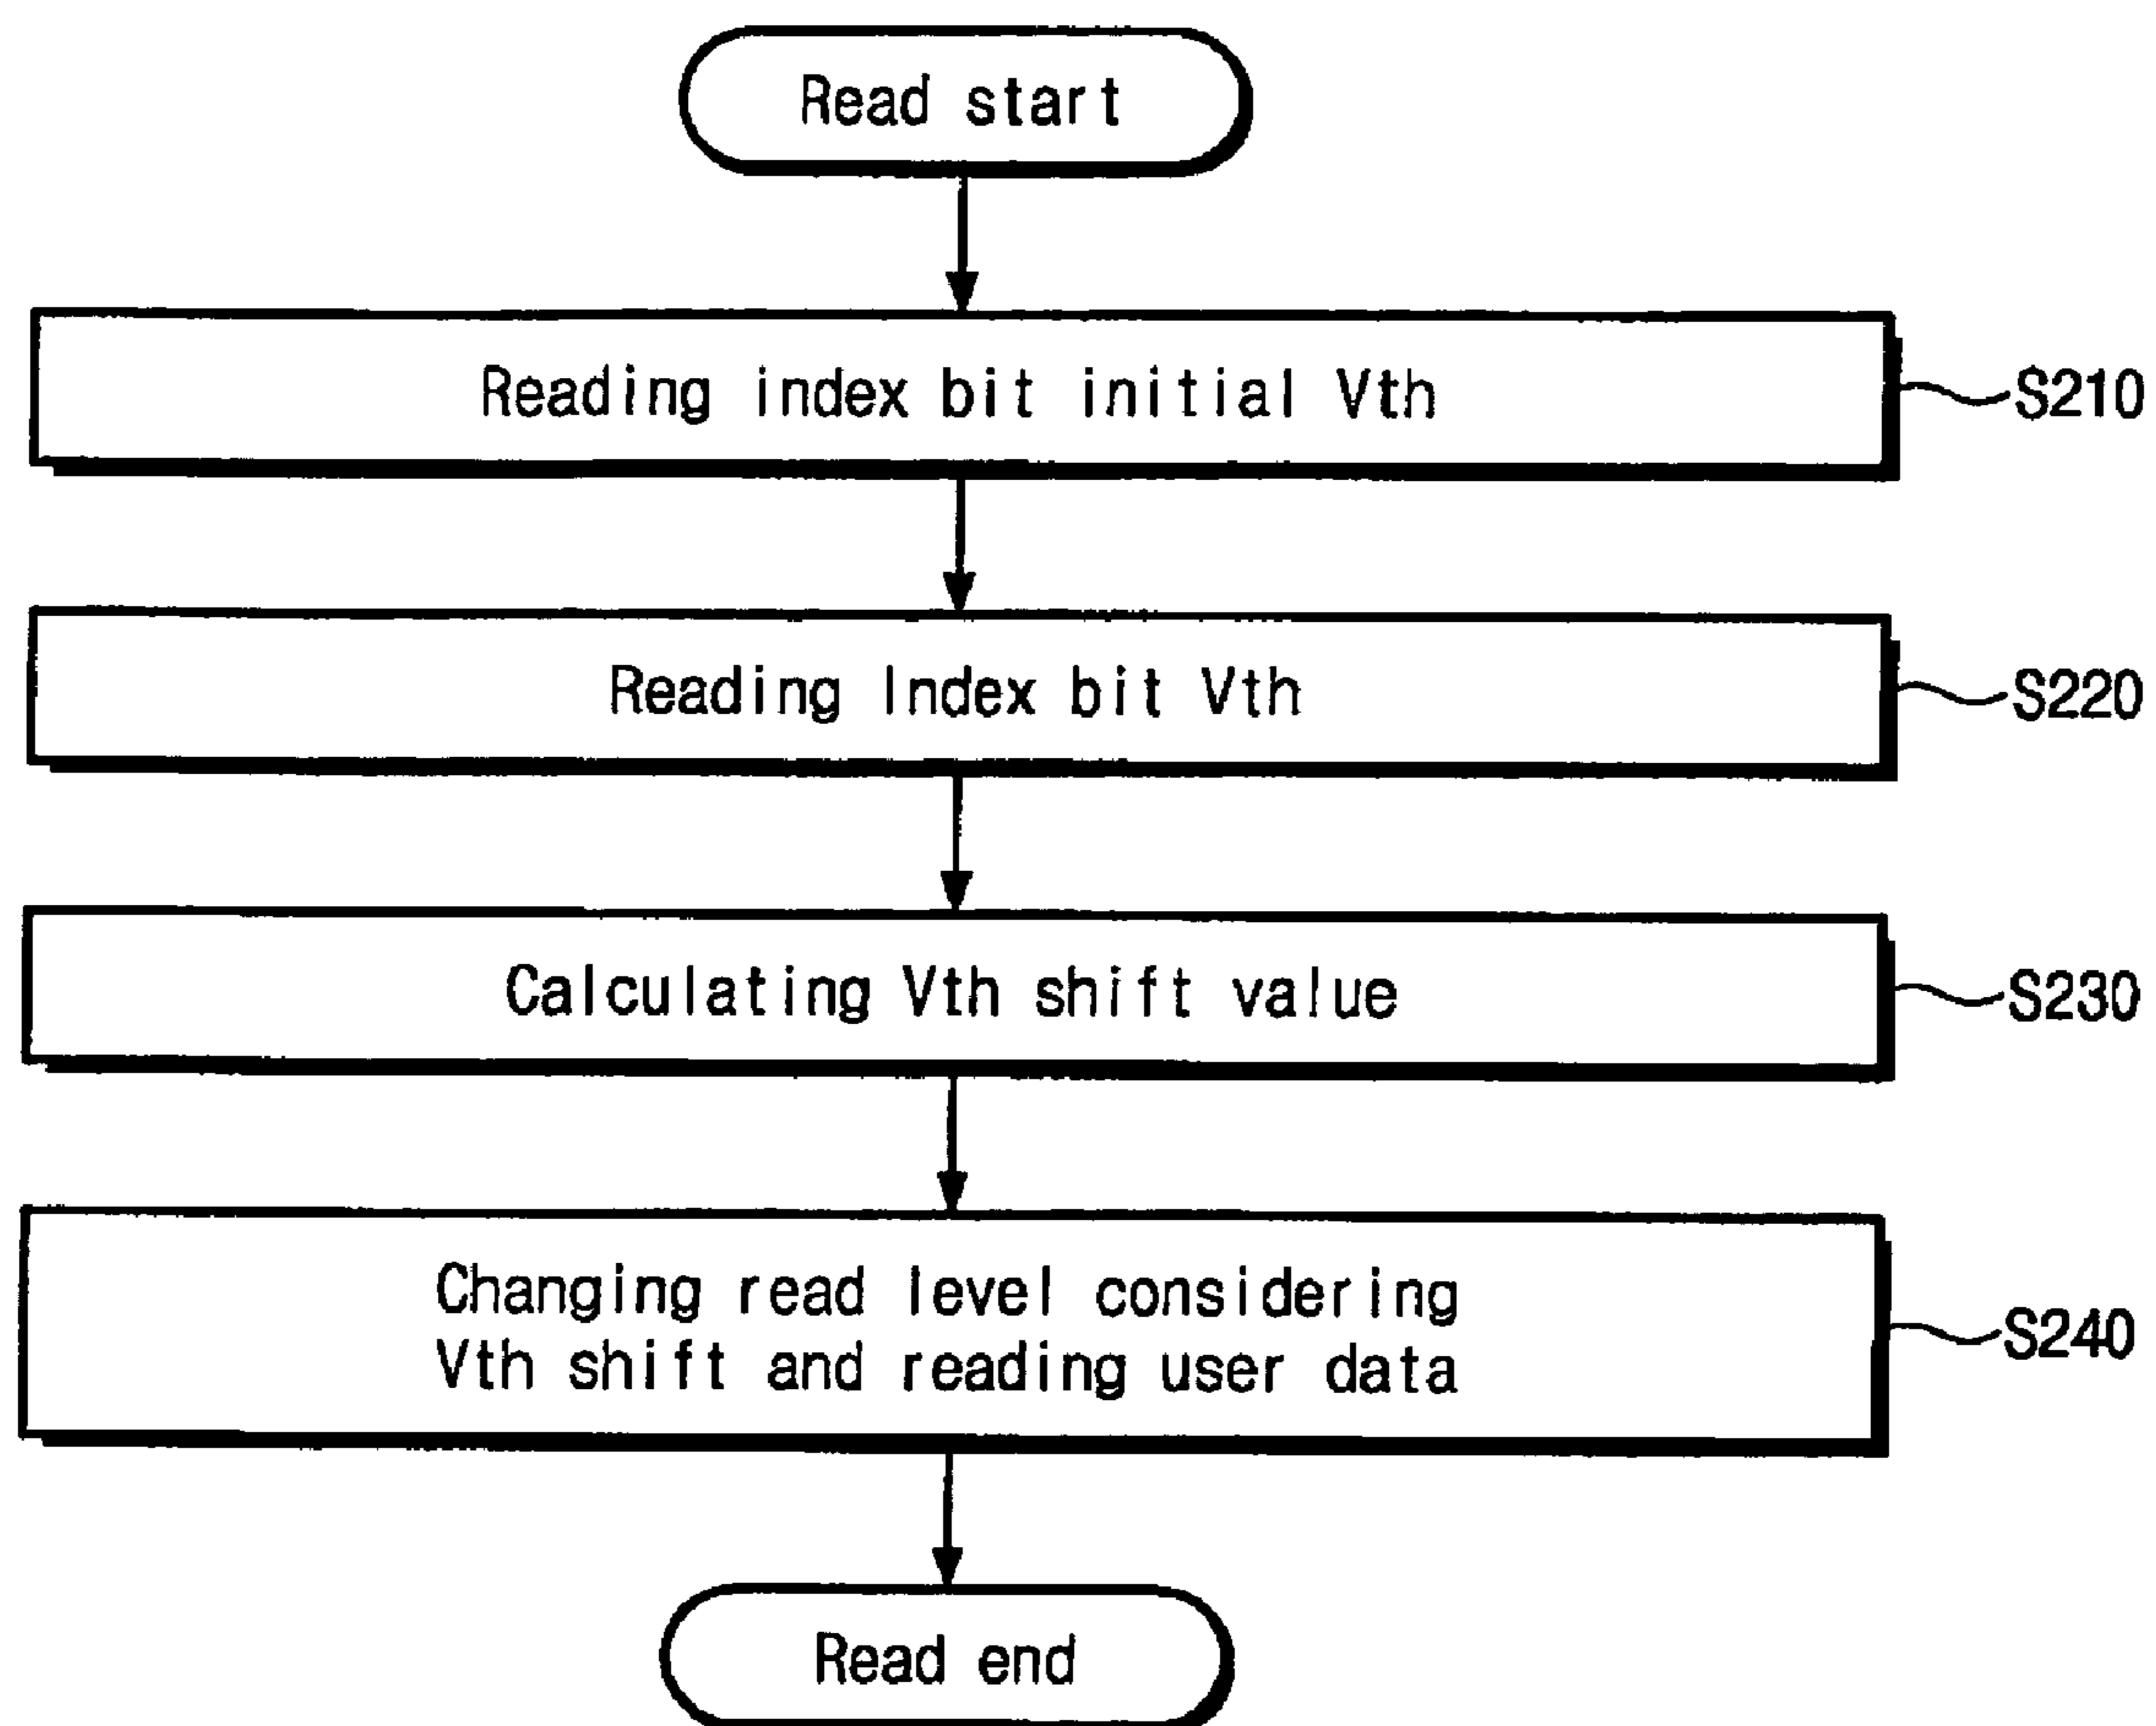 Read start
Reading index bit initial Vth
S210
Reading Index bit Vth
S220
Calculating Vth shift value
S230
Changing read level considering
Vth shift and reading user data
S240
Read end